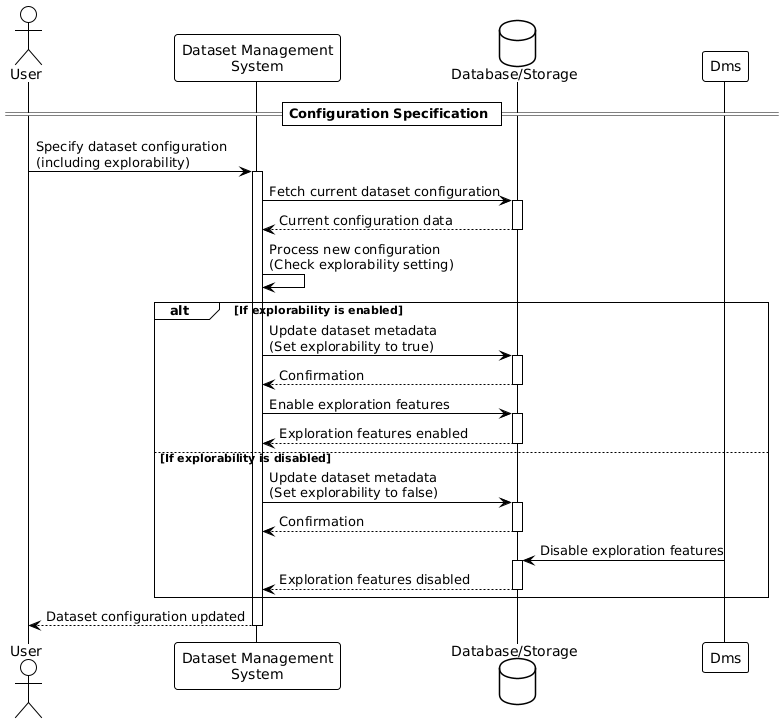 User
Dataset Management
System
Database/Storage
Dms
Configuration Specification
Specify dataset configuration
(including explorability)
Fetch current dataset configuration
Current configuration data
Process new configuration
(Check explorability setting)
alt
[If explorability is enabled]
Update dataset metadata
(Set explorability to true)
Confirmation
Enable exploration features
Exploration features enabled
[If explorability is disabled]
Update dataset metadata
(Set explorability to false)
Confirmation
Disable exploration features
Exploration features disabled
Dataset configuration updated
User
Dataset Management
System
Database/Storage
Dms